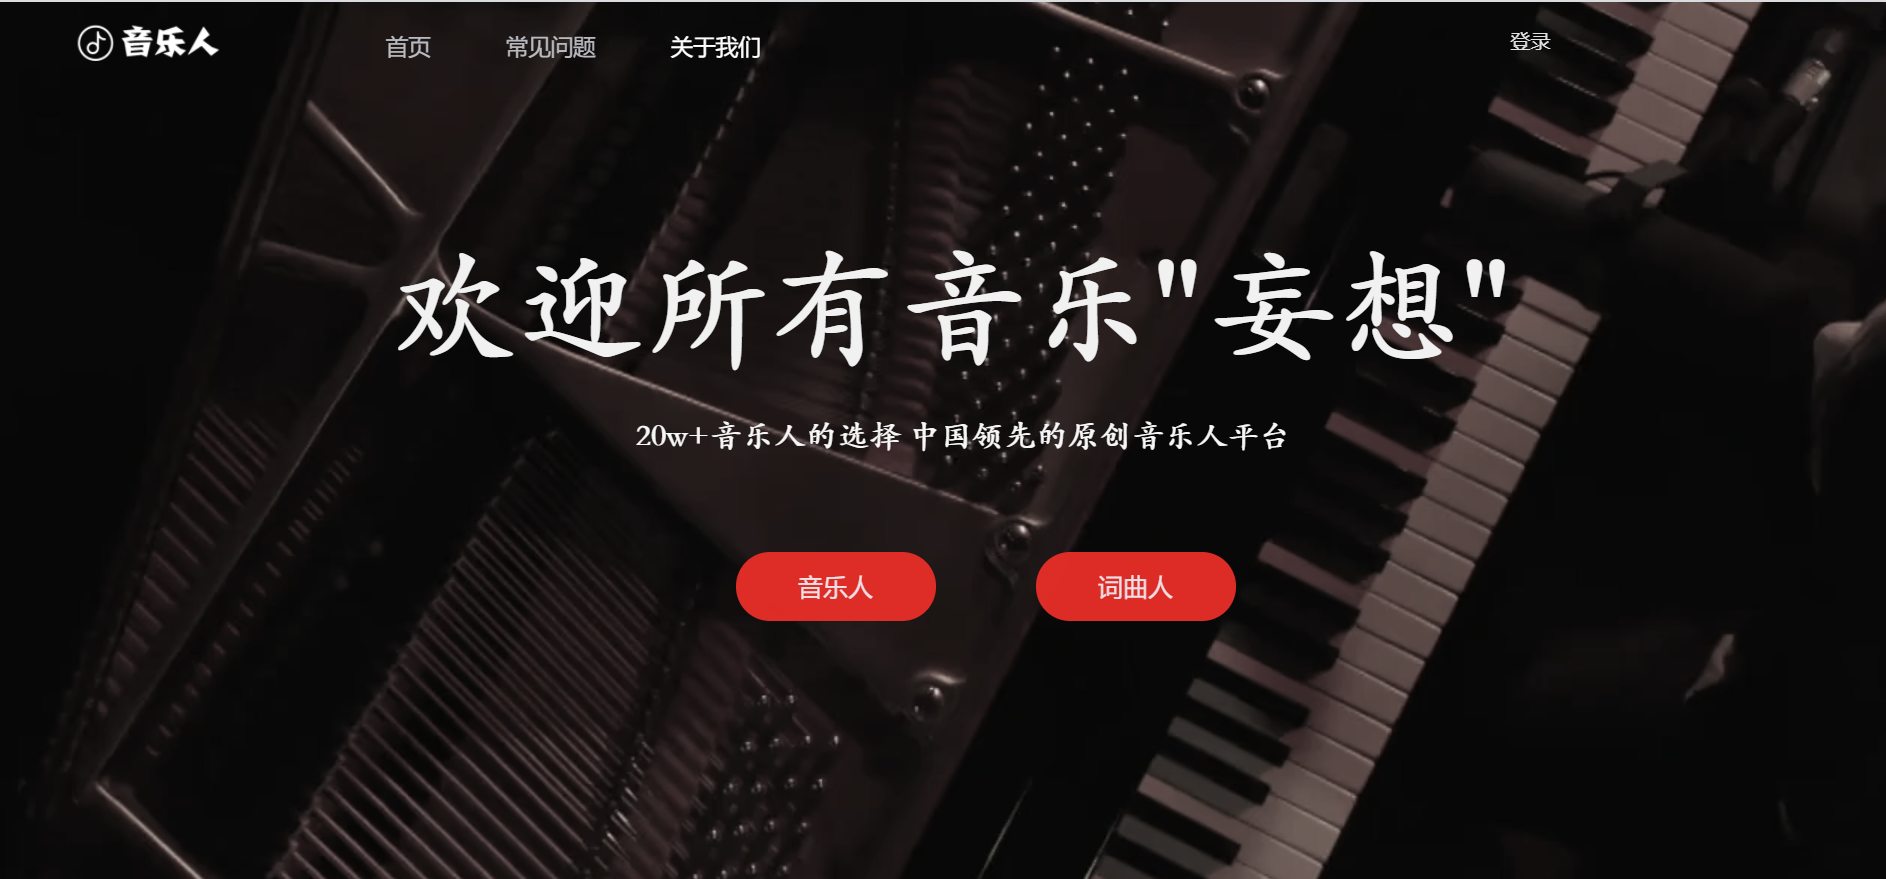 音乐人
首页 常见问题 关于我们 登录
欢迎所有音乐"妄想"
20w+音乐人的选择 中国领先的原创音乐人平台
音乐人 词曲人